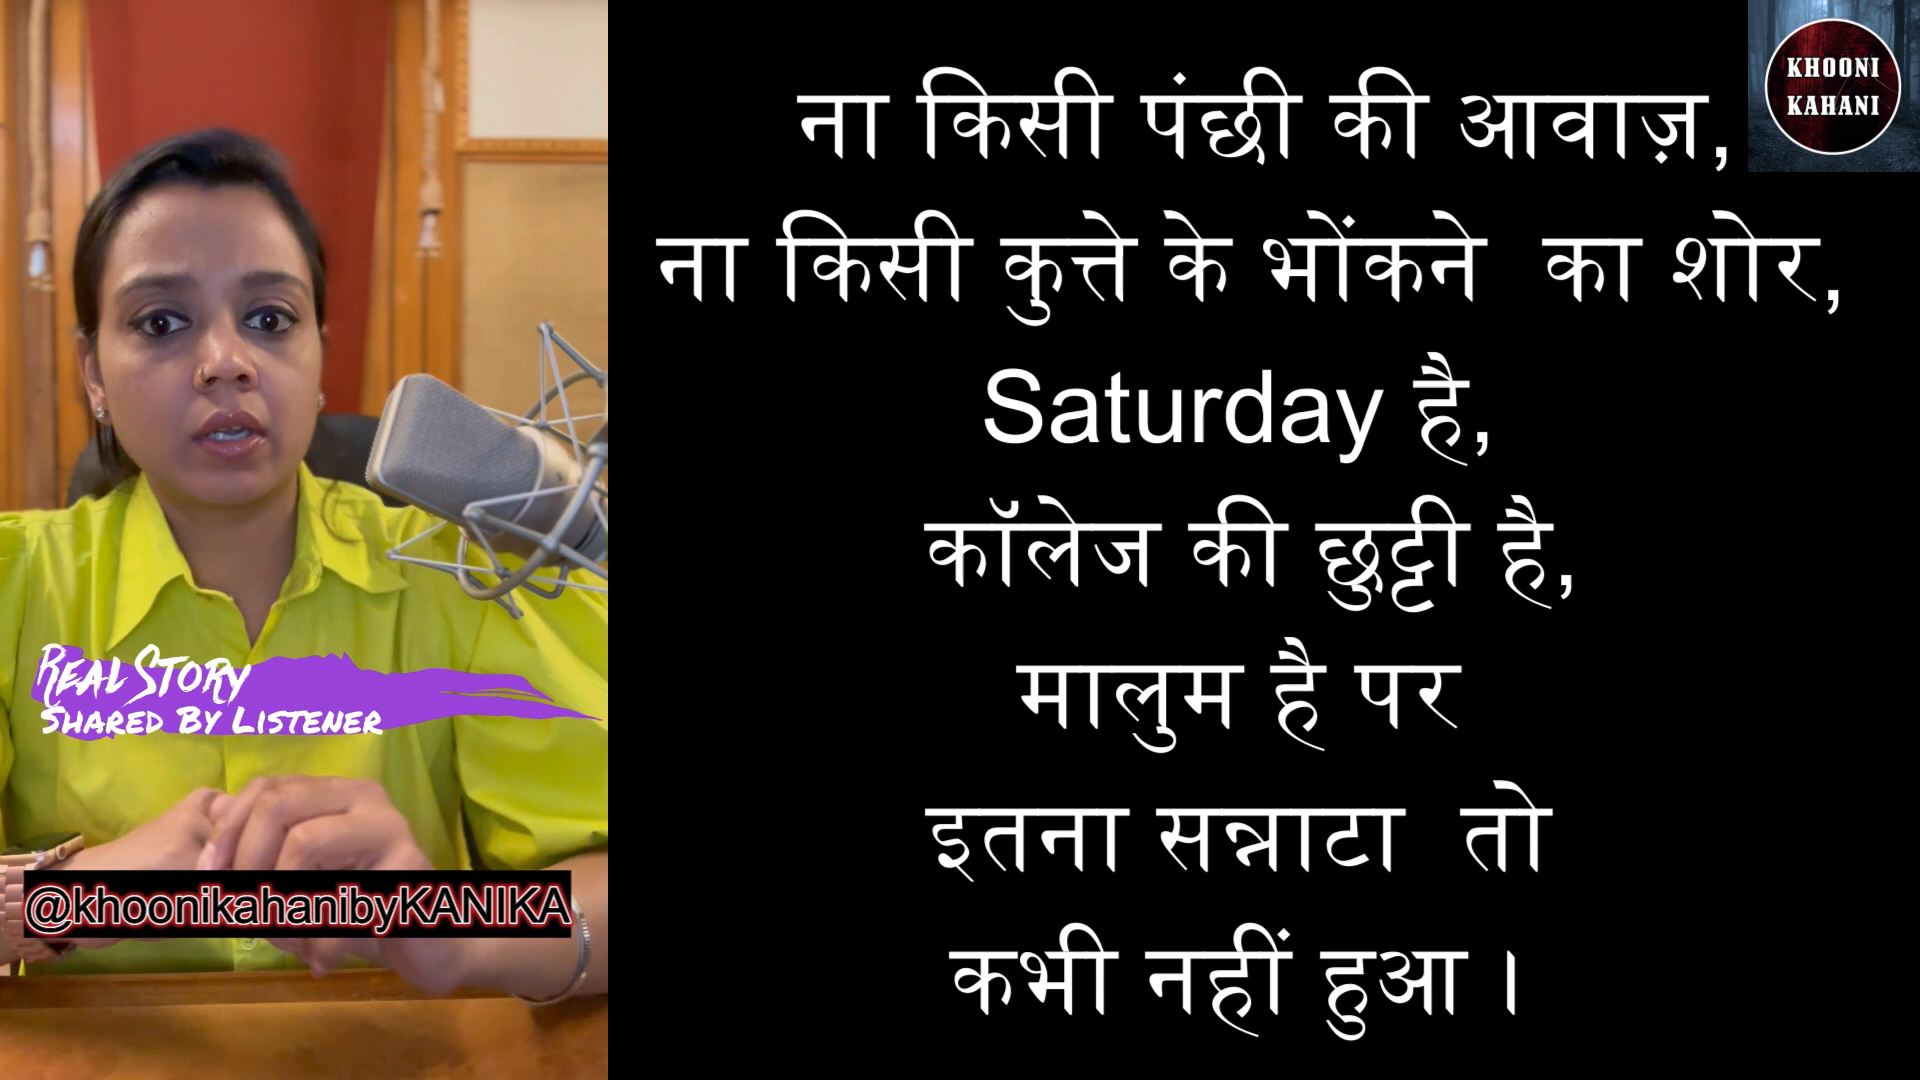 ना किसी पंछी की आवाज़,
ना किसी कुत्ते के भोंकने का शोर,
Saturday है,
कॉलेज की छुट्टी है,
मालुम है पर
इतना सन्नाटा तो
कभी नहीं हुआ।
KHOONI
KAHANI
REAL STORY
SHARED BY LISTENER
@khoonikahanibyKANIKA